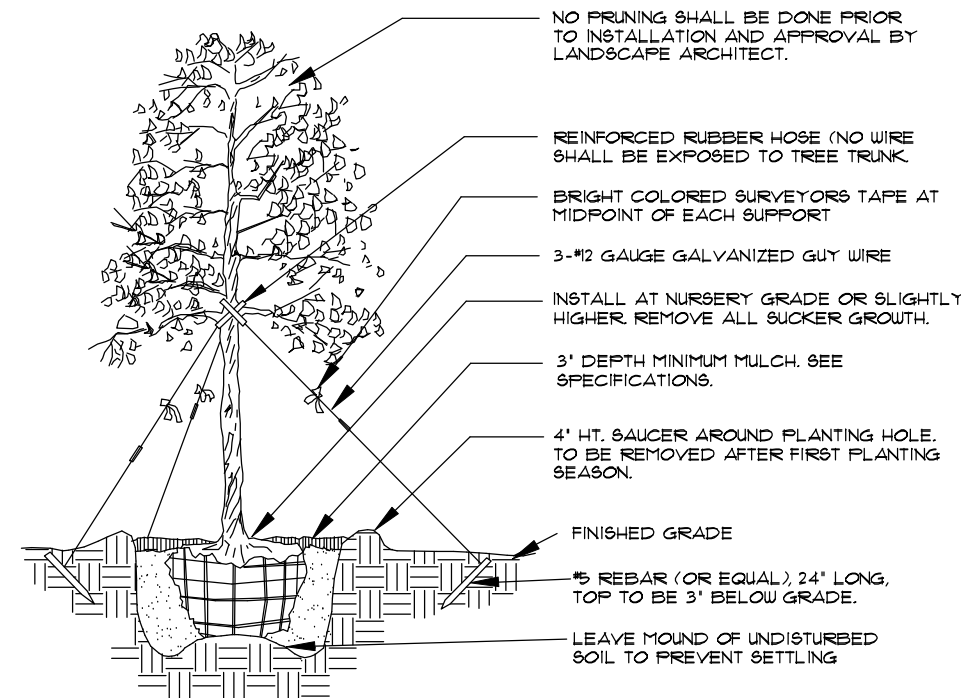 NO PRUNING SHALL BE DONE PRIOR
TO INSTALLATION AND APPROVAL BY
LANDSCAPE ARCHITECT.
REINFORCED RUBBER HOSE (NO WIRE
SHALL BE EXPOSED TO TREE TRUNK.
BRIGHT COLORED SURVEYORS TAPE AT
MIDPOINT OF EACH SUPPORT
3-#12 GAUGE GALVANIZED GUY WIRE
INSTALL AT NURSERY GRADE OR SLIGHTLY
HIGHER. REMOVE ALL SUCKER GROWTH.
3" DEPTH MINIMUM MULCH. SEE
SPECIFICATIONS.
4" HT. SAUCER AROUND PLANTING HOLE.
TO BE REMOVED AFTER FIRST PLANTING
SEASON.
FINISHED GRADE
#5 REBAR (OR EQUAL), 24" LONG,
TOP TO BE 3" BELOW GRADE.
LEAVE MOUND OF UNDISTURBED
SOIL TO PREVENT SETTLING